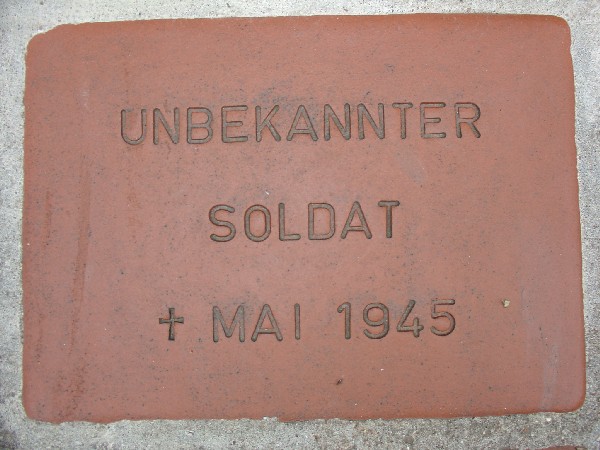 UNBEKANNTER
SOLDAT
✝ MAI 1945